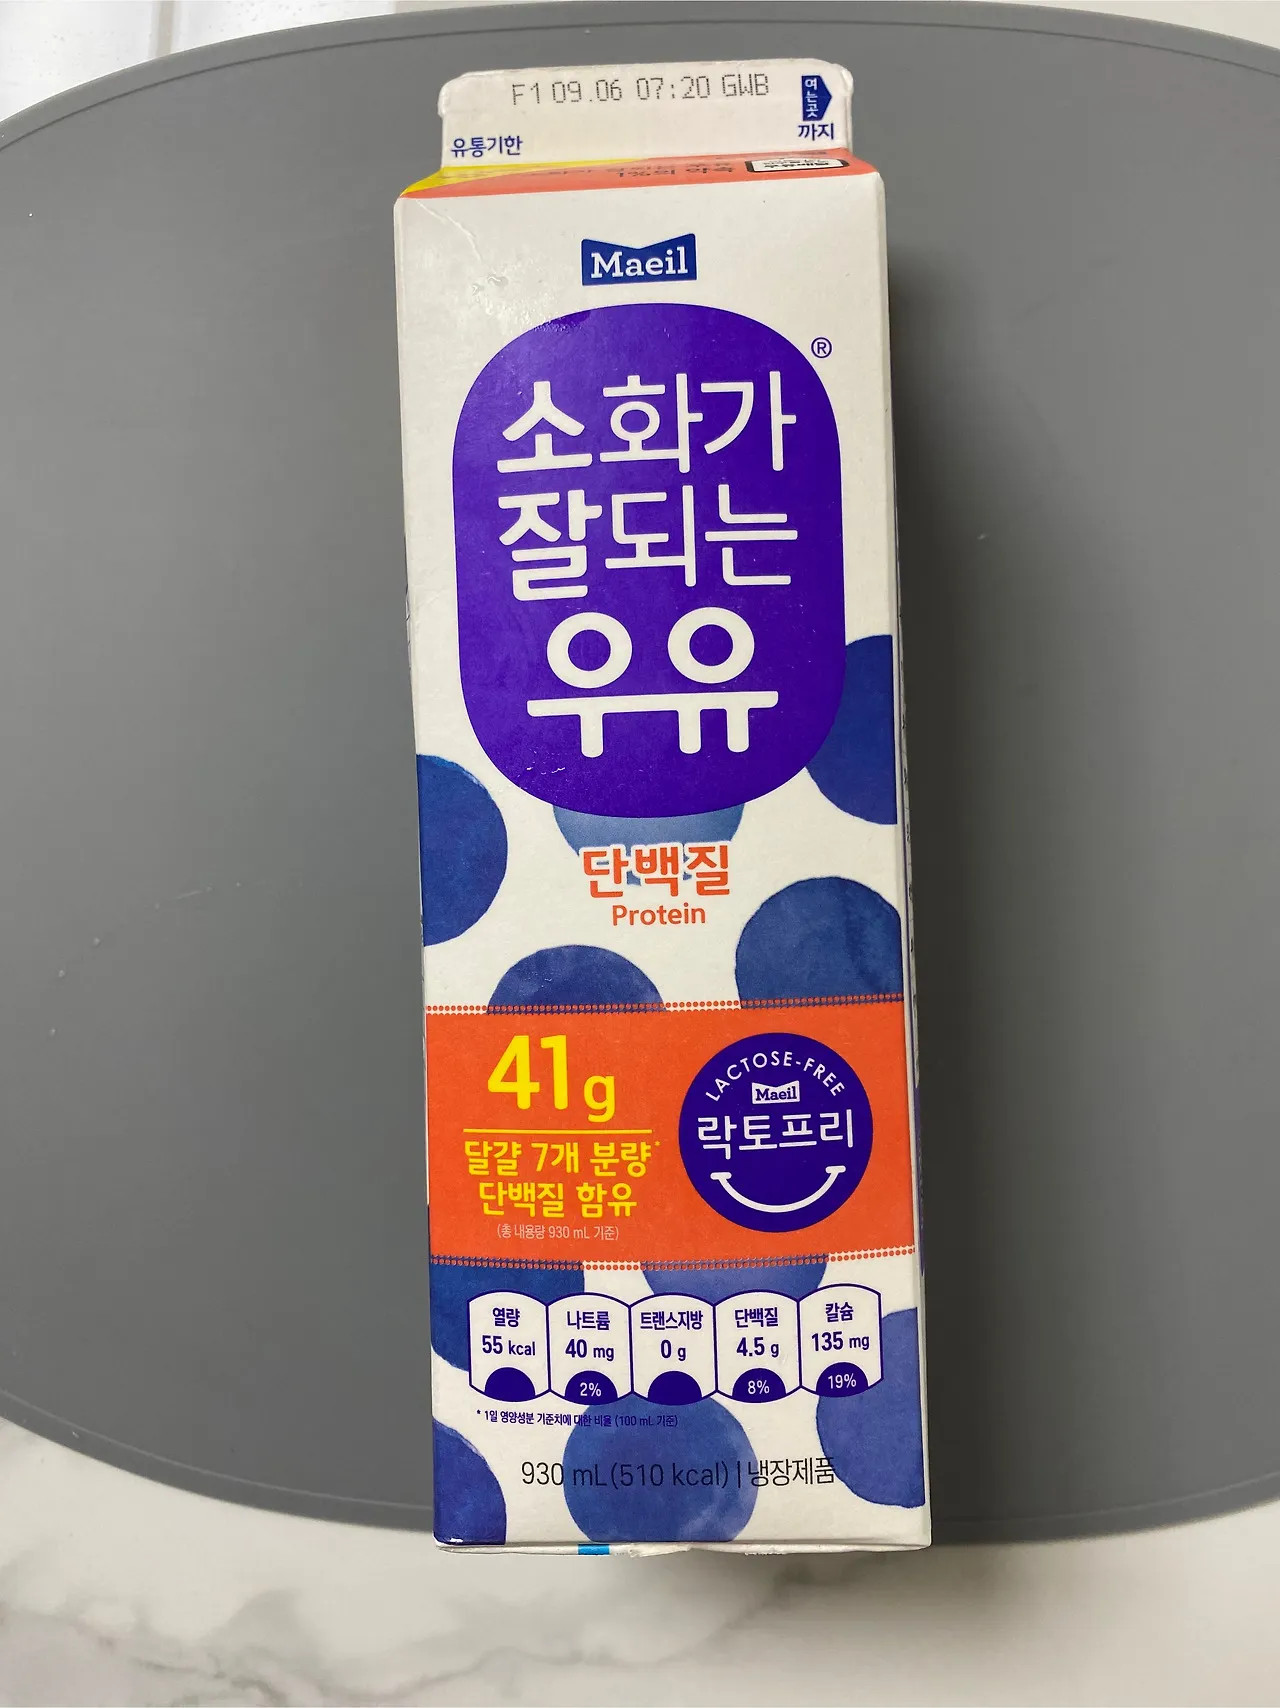 F1 09.06 07:20 GWB
여는곳
유통기한
까지
Maeil
®
소화가
잘되는
우유
단백질
Protein
41g
달걀 7개 분량*
단백질 함유
(총 내용량 930 mL 기준)
LACTOSE-FREE
Maeil
락토프리
열량 나트륨 트랜스지방 단백질 칼슘
55 kcal 40 mg 0 g 4.5 g 135 mg
2% 8% 19%
* 1일 영양성분 기준치에 대한 비율 (100 mL 기준)
930 mL(510 kcal) | 냉장제품